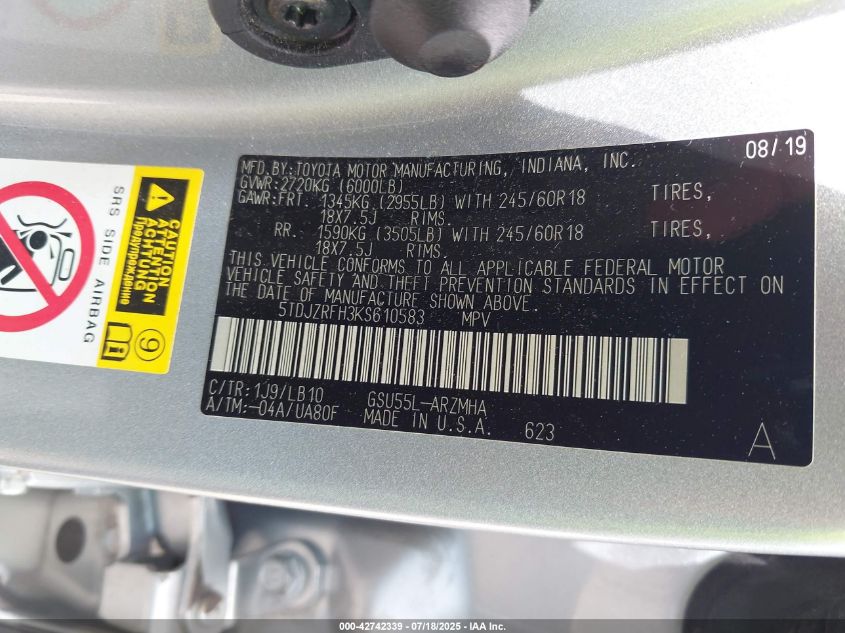 08/19
MFD.BY:TOYOTA MOTOR MANUFACTURING, INDIANA, INC.
GVWR:2720KG (6000LB)
GAWR:FRT. 1345KG (2955LB) WITH 245/60R18 TIRES,
18X7.5J RIMS.
RR. 1590KG (3505LB) WITH 245/60R18 TIRES,
18X7.5J RIMS.
THIS VEHICLE CONFORMS TO ALL APPLICABLE FEDERAL MOTOR
VEHICLE SAFETY AND THEFT PREVENTION STANDARDS IN EFFECT ON
THE DATE OF MANUFACTURE SHOWN ABOVE.
5TDJZRFH3KS610583 MPV
C/TR:1J9/LB10 GSU55L-ARZMHA
A/TM:-04A/UA80F MADE IN U.S.A. 623
A
SRS SIDE AIRBAG
CAUTION
ATTENTION
ACHTUNG
Предупреждение
9
000-42742339 - 07/18/2025 - IAA Inc.